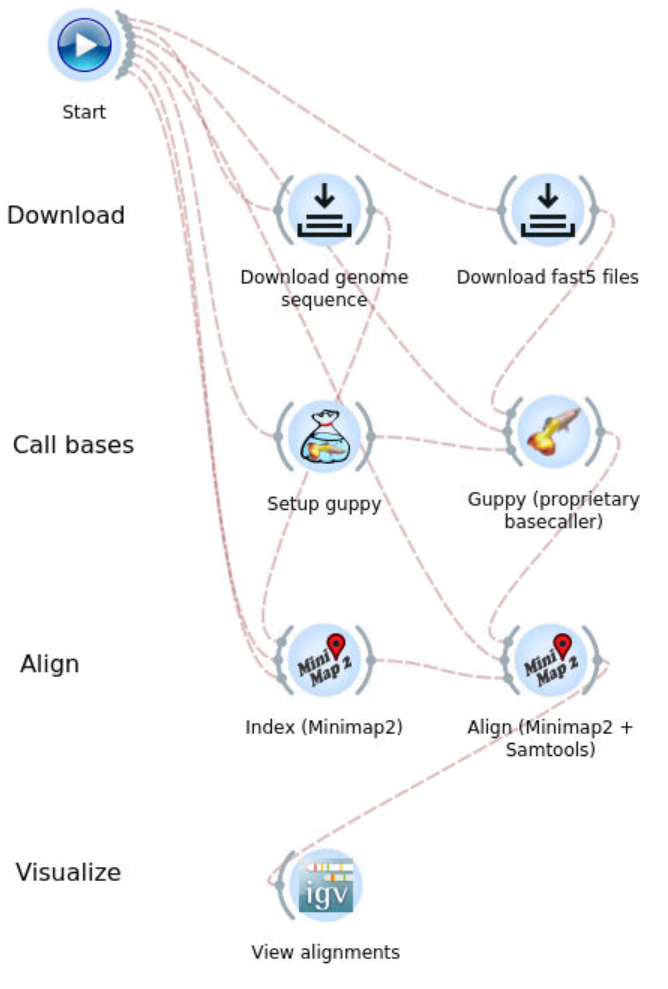 Start
Download
Download genome
sequence
Download fast5 files
Call bases
Setup guppy
Guppy (proprietary
basecaller)
Align
Mini
Map 2
Index (Minimap2)
Mini
Map 2
Align (Minimap2 +
Samtools)
Visualize
igv
View alignments